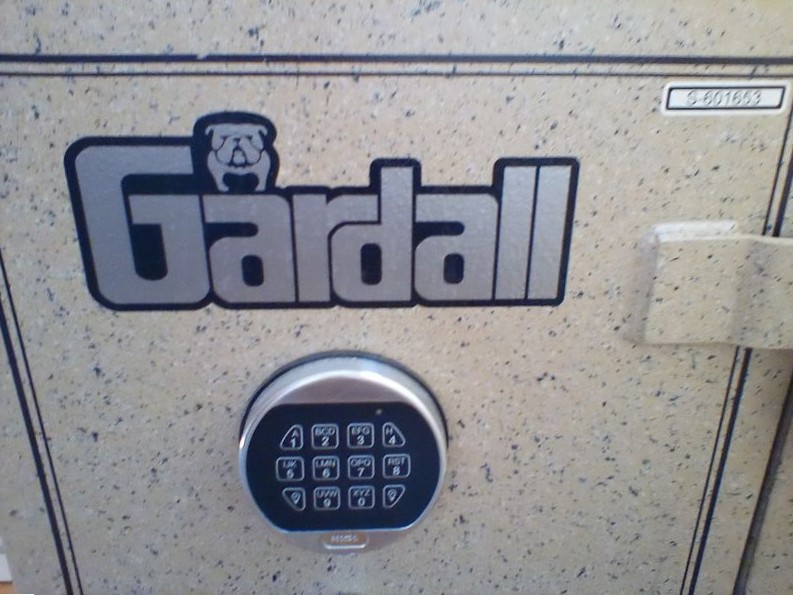 S-601653
Gardall
A 1 BCD 2 EFG 3 H 4
IJK 5 LMN 6 OPQ 7 RST 8
UVW 9 XYZ 0